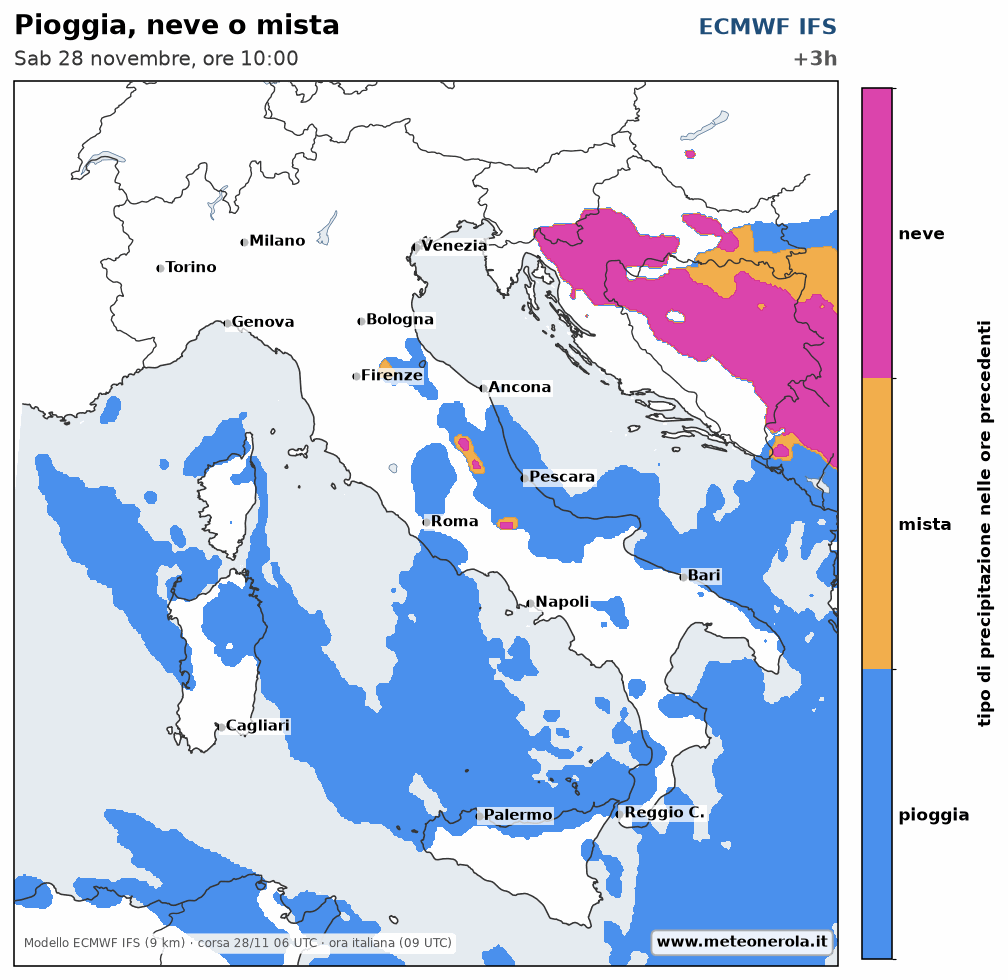 Pioggia, neve o mista
ECMWF IFS
Sab 28 novembre, ore 10:00
+3h
neve
Milano
Venezia
Torino
Genova
Bologna
Firenze
Ancona
Pescara
Roma
mista
Bari
Napoli
Cagliari
Palermo
Reggio C.
pioggia
tipo di precipitazione nelle ore precedenti
Modello ECMWF IFS (9 km) · corsa 28/11 06 UTC · ora italiana (09 UTC)
www.meteonerola.it